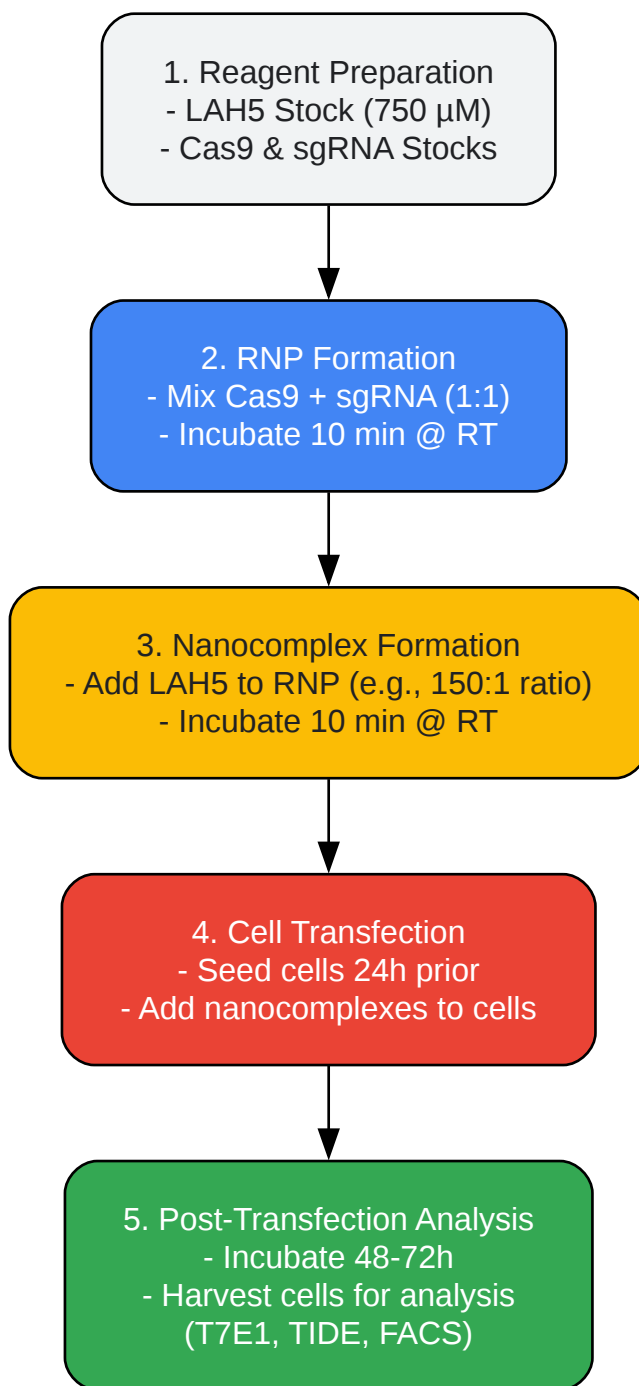 1. Reagent Preparation
- LAH5 Stock (750 µM)
- Cas9 & sgRNA Stocks
2. RNP Formation
- Mix Cas9 + sgRNA (1:1)
- Incubate 10 min @ RT
3. Nanocomplex Formation
- Add LAH5 to RNP (e.g., 150:1 ratio)
- Incubate 10 min @ RT
4. Cell Transfection
- Seed cells 24h prior
- Add nanocomplexes to cells
5. Post-Transfection Analysis
- Incubate 48-72h
- Harvest cells for analysis
(T7E1, TIDE, FACS)